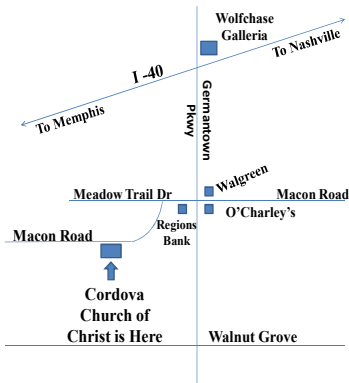 Wolfchase
Galleria
To Nashville
I -40
To Memphis
Germantown
Pkwy
Walgreen
Meadow Trail Dr
Macon Road
O'Charley's
Regions
Bank
Macon Road
Cordova
Church of
Christ is Here
Walnut Grove